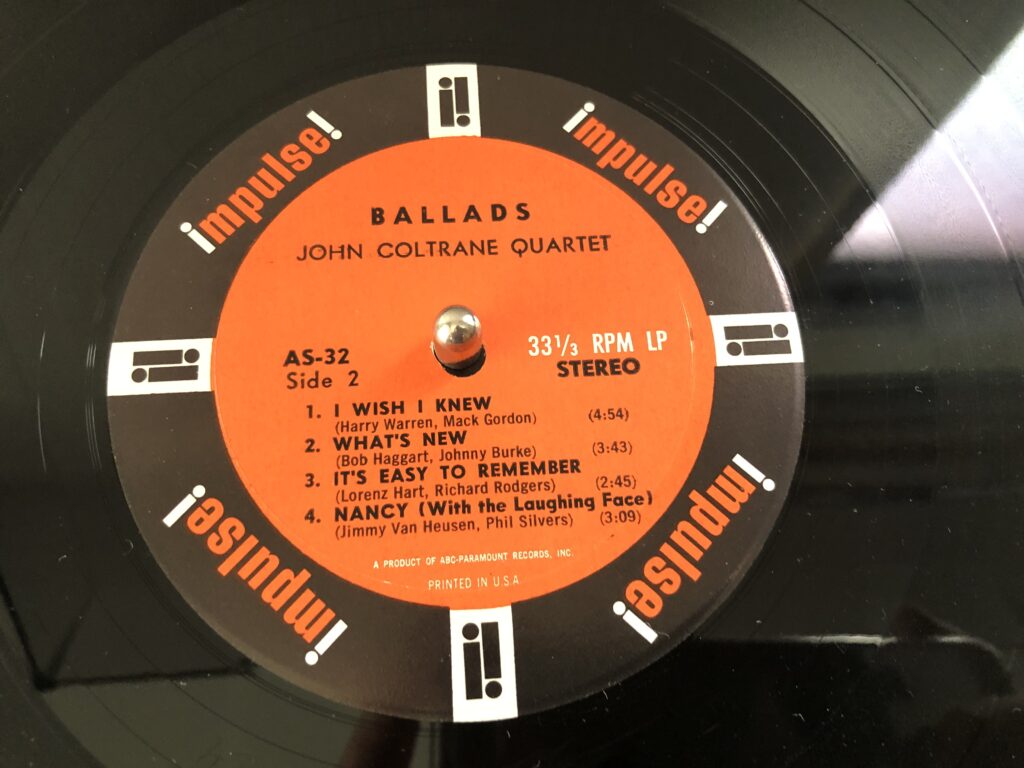 impulse!
impulse!
BALLADS
JOHN COLTRANE QUARTET
AS-32
Side 2
33 1/3 RPM LP
STEREO
1. I WISH I KNEW (4:54)
(Harry Warren, Mack Gordon)
2. WHAT'S NEW (3:43)
(Bob Haggart, Johnny Burke)
3. IT'S EASY TO REMEMBER (2:45)
(Lorenz Hart, Richard Rodgers)
4. NANCY (With the Laughing Face) (3:09)
(Jimmy Van Heusen, Phil Silvers)
A PRODUCT OF ABC-PARAMOUNT RECORDS, INC.
PRINTED IN U.S.A.
impulse!
impulse!